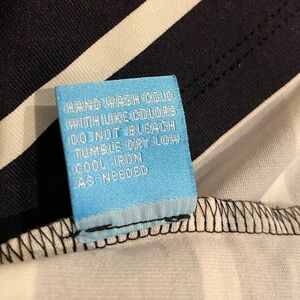 HAND WASH COLD
WITH LIKE COLORS
DO NOT BLEACH
TUMBLE DRY LOW
COOL IRON
AS NEEDED